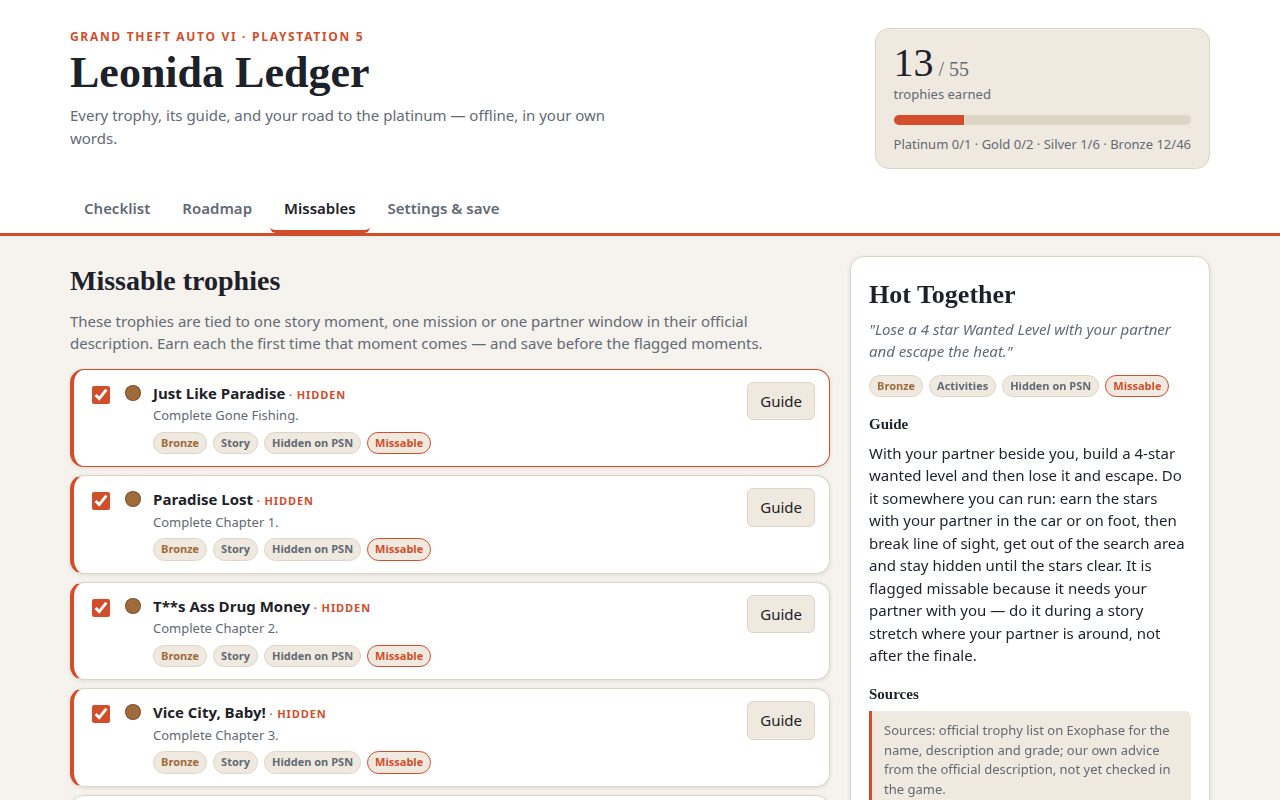 GRAND THEFT AUTO VI · PLAYSTATION 5
Leonida Ledger
Every trophy, its guide, and your road to the platinum — offline, in your own
words.
13 / 55
trophies earned
Platinum 0/1 · Gold 0/2 · Silver 1/6 · Bronze 12/46
Checklist
Roadmap
Missables
Settings & save
Missable trophies
These trophies are tied to one story moment, one mission or one partner window in their official
description. Earn each the first time that moment comes — and save before the flagged moments.
Just Like Paradise · HIDDEN
Complete Gone Fishing.
Bronze Story Hidden on PSN Missable
Guide
Paradise Lost · HIDDEN
Complete Chapter 1.
Bronze Story Hidden on PSN Missable
Guide
T**s Ass Drug Money · HIDDEN
Complete Chapter 2.
Bronze Story Hidden on PSN Missable
Guide
Vice City, Baby! · HIDDEN
Complete Chapter 3.
Bronze Story Hidden on PSN Missable
Guide
Hot Together
"Lose a 4 star Wanted Level with your partner
and escape the heat."
Bronze Activities Hidden on PSN Missable
Guide
With your partner beside you, build a 4-star
wanted level and then lose it and escape. Do
it somewhere you can run: earn the stars
with your partner in the car or on foot, then
break line of sight, get out of the search area
and stay hidden until the stars clear. It is
flagged missable because it needs your
partner with you — do it during a story
stretch where your partner is around, not
after the finale.
Sources
Sources: official trophy list on Exophase for the
name, description and grade; our own advice
from the official description, not yet checked in
the game.